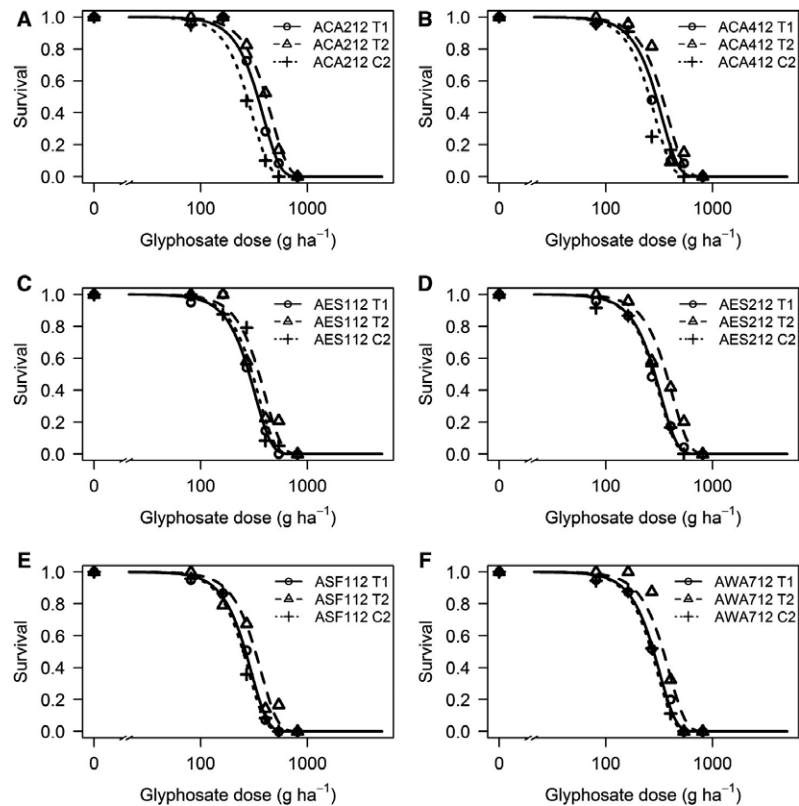 A
1.0
0.8
0.6
0.4
0.2
0.0
Survival
ACA212 T1
ACA212 T2
ACA212 C2
0 100 1000
Glyphosate dose (g ha⁻¹)
B
1.0
0.8
0.6
0.4
0.2
0.0
Survival
ACA412 T1
ACA412 T2
ACA412 C2
0 100 1000
Glyphosate dose (g ha⁻¹)
C
1.0
0.8
0.6
0.4
0.2
0.0
Survival
AES112 T1
AES112 T2
AES112 C2
0 100 1000
Glyphosate dose (g ha⁻¹)
D
1.0
0.8
0.6
0.4
0.2
0.0
Survival
AES212 T1
AES212 T2
AES212 C2
0 100 1000
Glyphosate dose (g ha⁻¹)
E
1.0
0.8
0.6
0.4
0.2
0.0
Survival
ASF112 T1
ASF112 T2
ASF112 C2
0 100 1000
Glyphosate dose (g ha⁻¹)
F
1.0
0.8
0.6
0.4
0.2
0.0
Survival
AWA712 T1
AWA712 T2
AWA712 C2
0 100 1000
Glyphosate dose (g ha⁻¹)